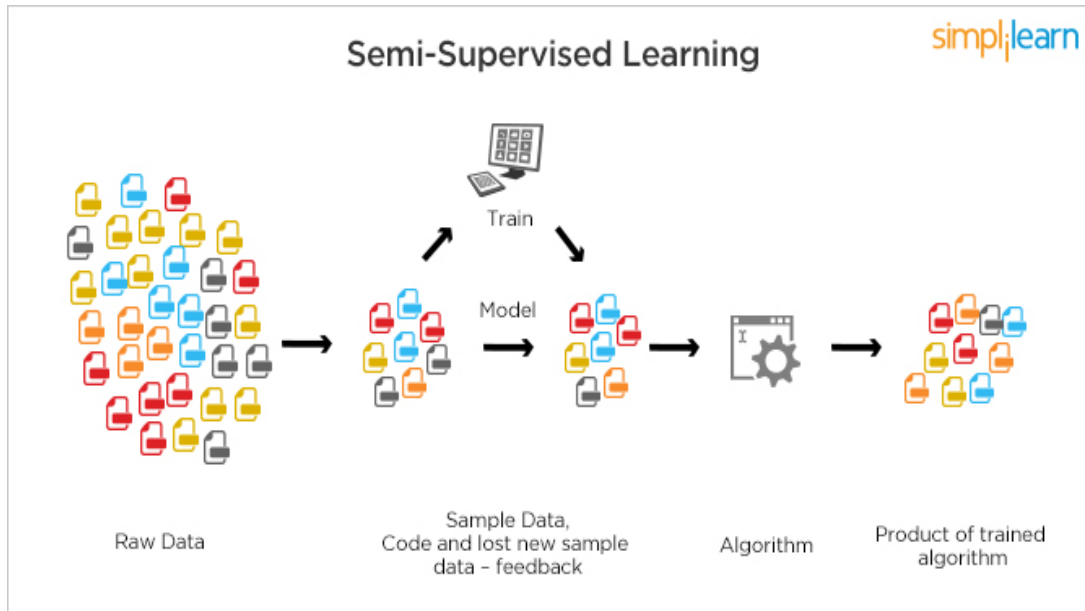 Semi-Supervised Learning
simplilearn
Train
Model
Raw Data
Sample Data,
Code and lost new sample
data – feedback
Algorithm
Product of trained
algorithm